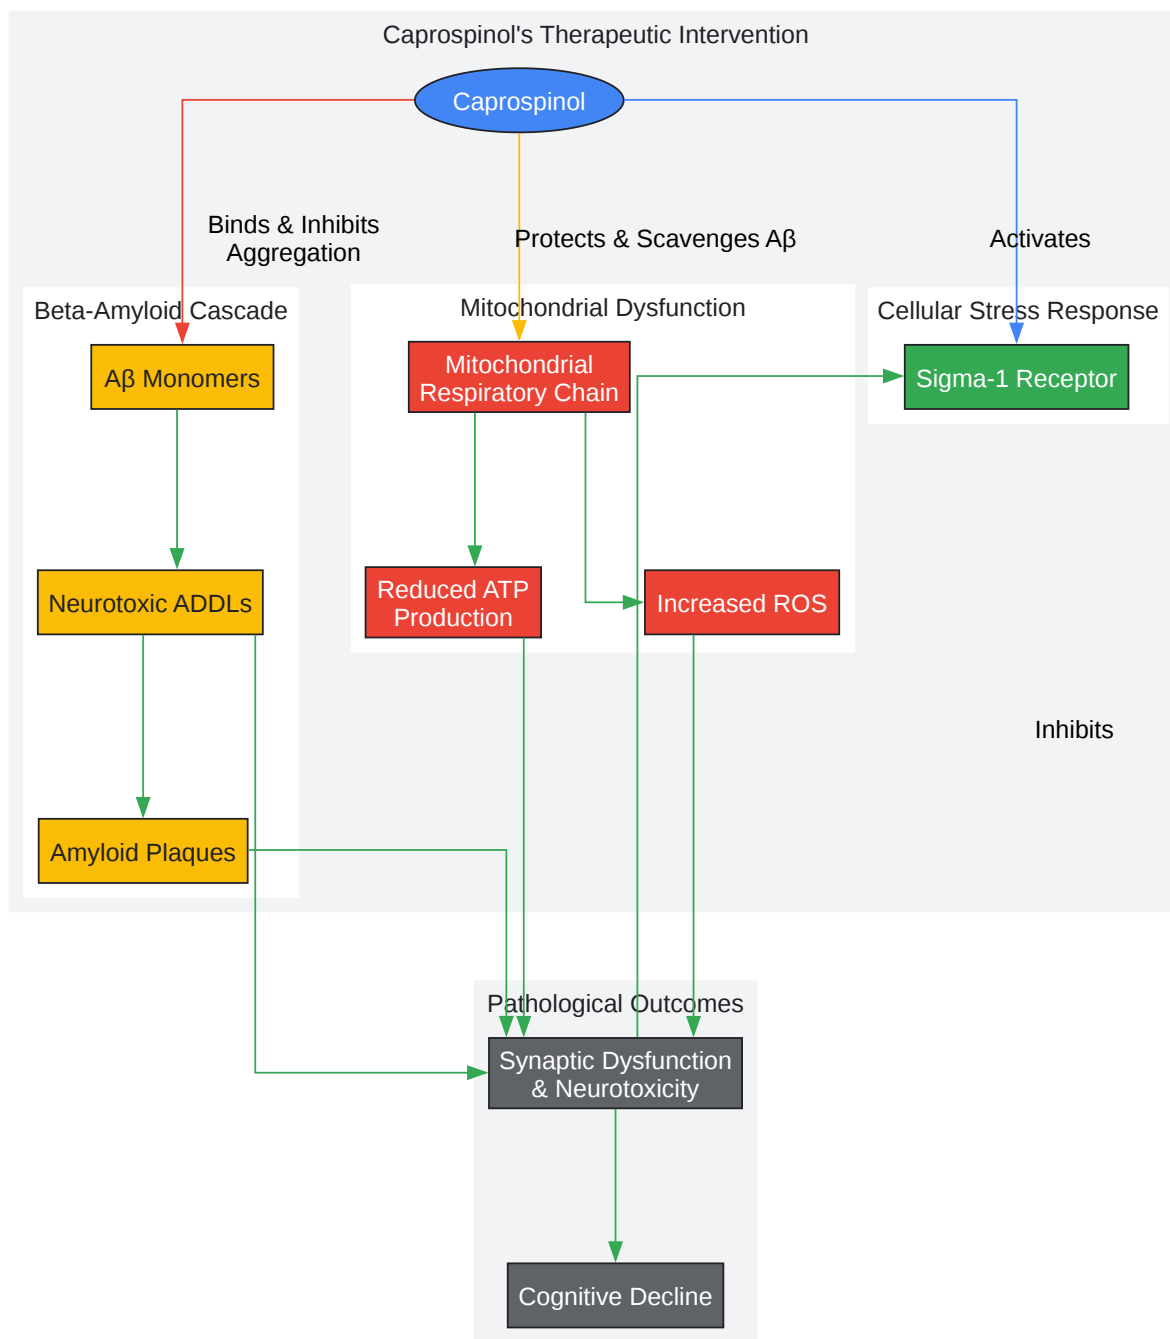 Caprospinol's Therapeutic Intervention
Caprospinol
Binds & Inhibits
Aggregation
Protects & Scavenges Aβ
Activates
Beta-Amyloid Cascade
Mitochondrial Dysfunction
Cellular Stress Response
Aβ Monomers
Mitochondrial
Respiratory Chain
Sigma-1 Receptor
Neurotoxic ADDLs
Reduced ATP
Production
Increased ROS
Inhibits
Amyloid Plaques
Pathological Outcomes
Synaptic Dysfunction
& Neurotoxicity
Cognitive Decline